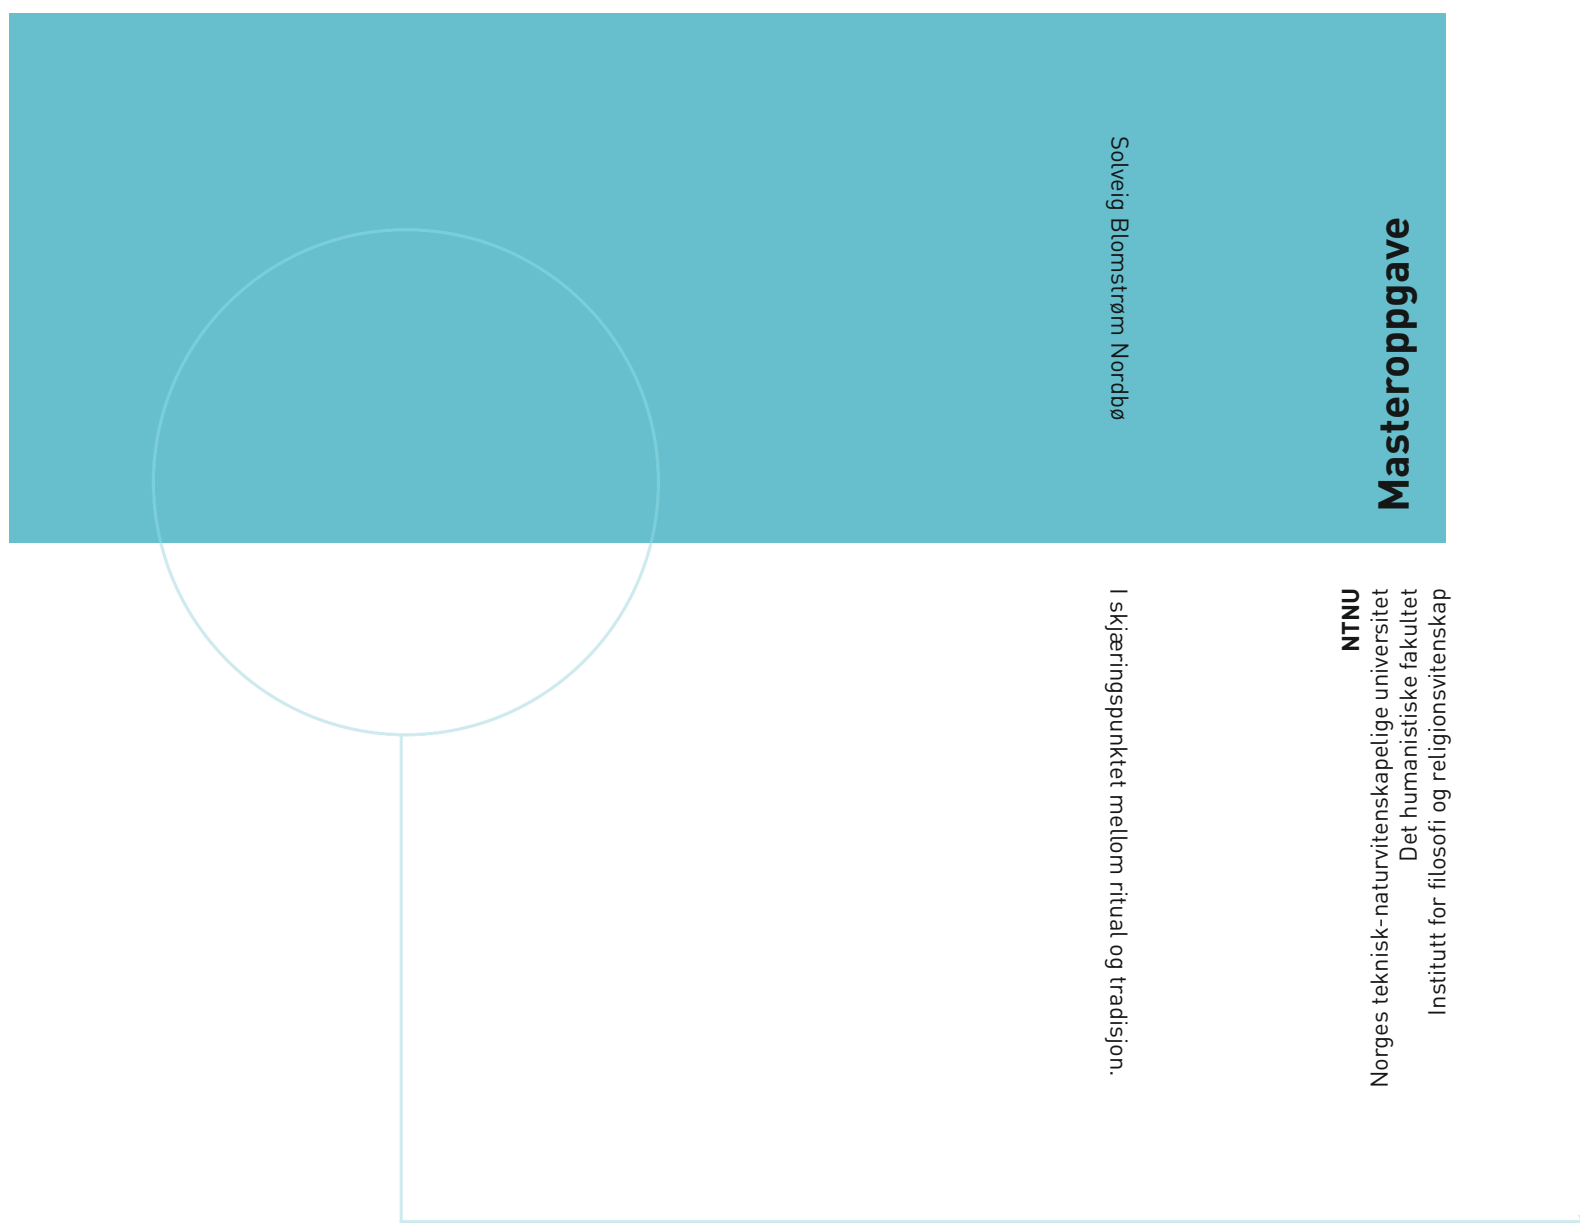 Solveig Blomstrøm Nordbø
I skjæringspunktet mellom ritual og tradisjon.
Masteroppgave
NTNU
Norges teknisk-naturvitenskapelige universitet
Det humanistiske fakultet
Institutt for filosofi og religionsvitenskap